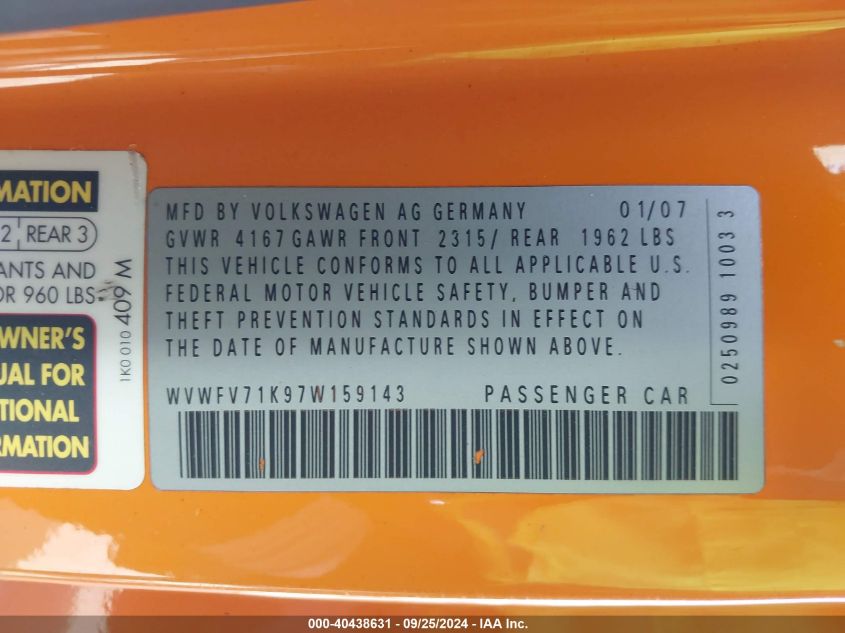 MATION
2 REAR 3
ANTS AND
OR 960 LBS
WNER'S
UAL FOR
TIONAL
RMATION
1K0 010 409 M
MFD BY VOLKSWAGEN AG GERMANY 01/07
GVWR 4167 GAWR FRONT 2315/ REAR 1962 LBS
THIS VEHICLE CONFORMS TO ALL APPLICABLE U.S.
FEDERAL MOTOR VEHICLE SAFETY, BUMPER AND
THEFT PREVENTION STANDARDS IN EFFECT ON
THE DATE OF MANUFACTURE SHOWN ABOVE.
WVWFV71K97W159143 PASSENGER CAR
0250989 1003 3
000-40438631 - 09/25/2024 - IAA Inc.